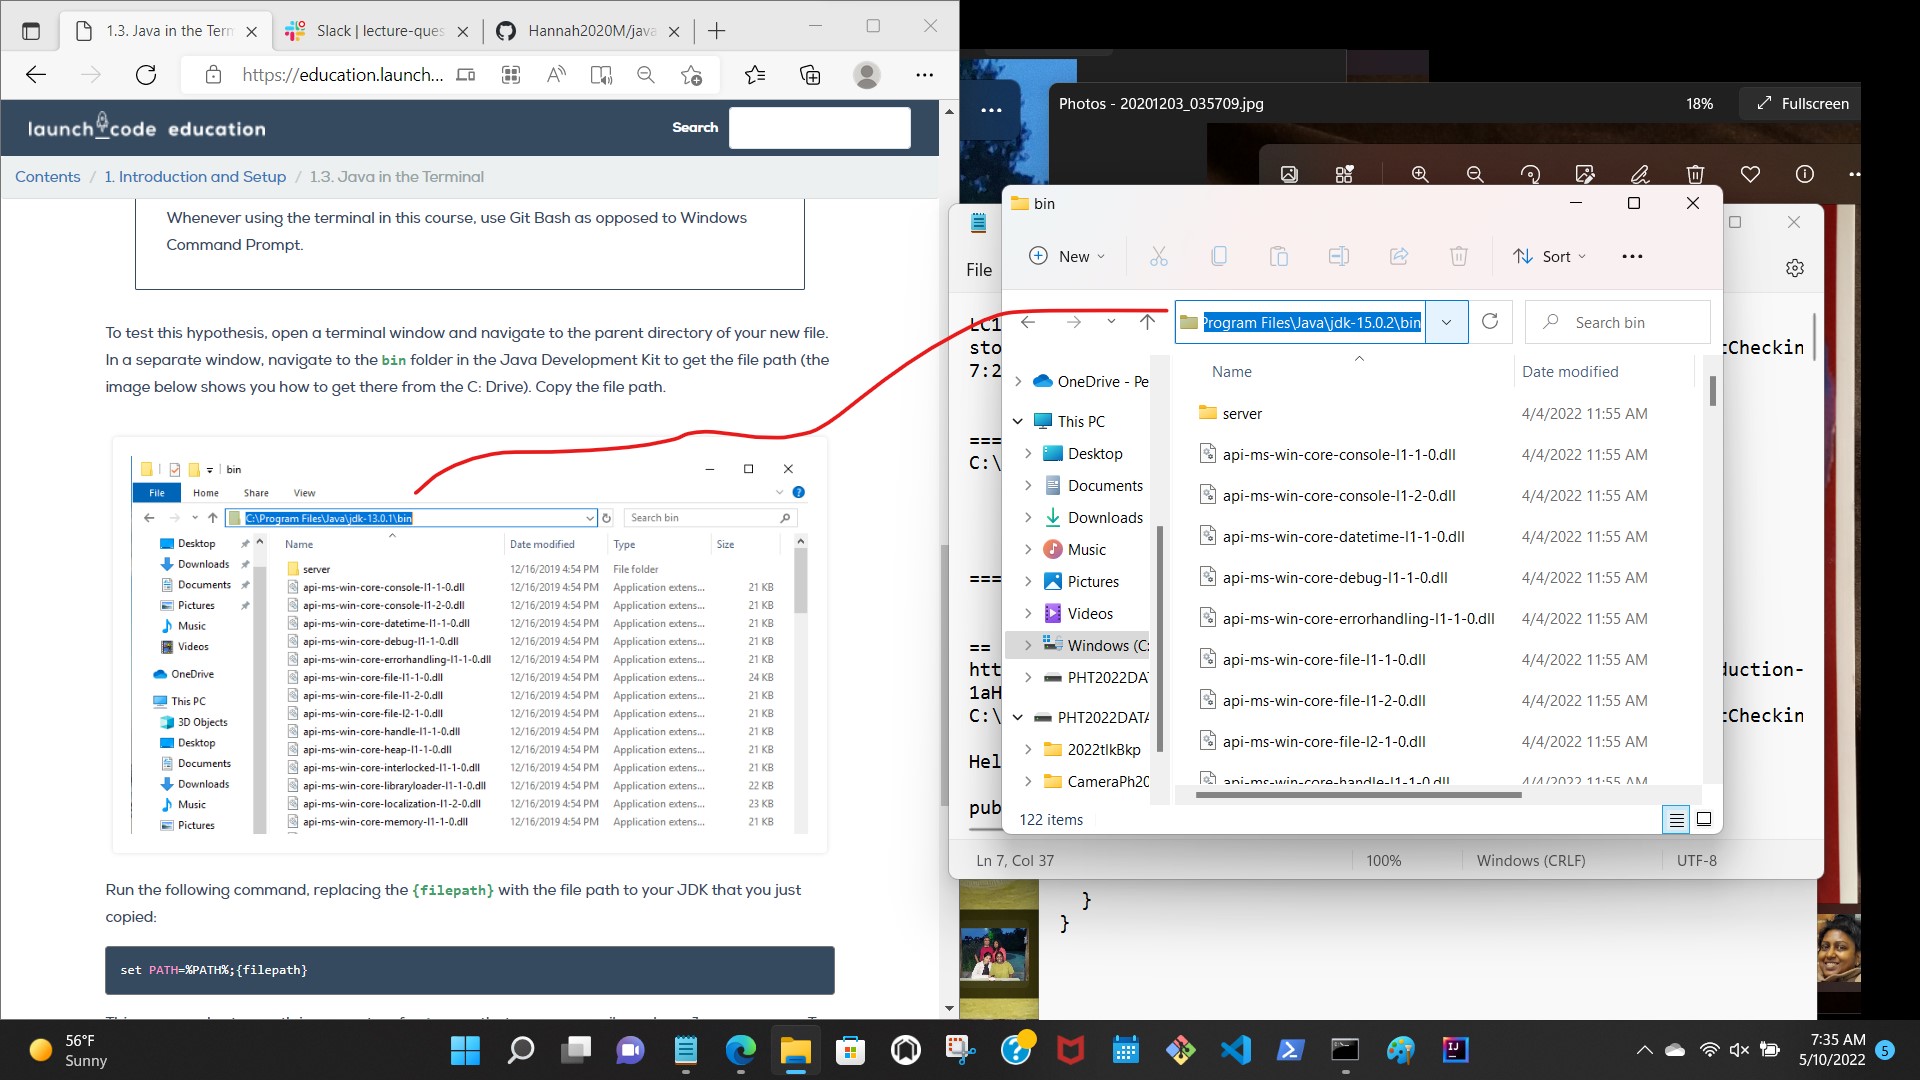 1.3. Java in the Tern
Slack | lecture-ques
Hannah2020M/java
https://education.launch...
launch code education
Search
Contents / 1. Introduction and Setup / 1.3. Java in the Terminal
Whenever using the terminal in this course, use Git Bash as opposed to Windows
Command Prompt.
To test this hypothesis, open a terminal window and navigate to the parent directory of your new file.
In a separate window, navigate to the bin folder in the Java Development Kit to get the file path (the
image below shows you how to get there from the C: Drive). Copy the file path.
bin
File Home Share View
C:\Program Files\Java\jdk-13.0.1\bin
Search bin
Name Date modified Type Size
Desktop
Downloads
Documents
Pictures
Music
Videos
OneDrive
This PC
3D Objects
Desktop
Documents
Downloads
Music
Pictures
server 12/16/2019 4:54 PM File folder
api-ms-win-core-console-l1-1-0.dll 12/16/2019 4:54 PM Application extens... 21 KB
api-ms-win-core-console-l1-2-0.dll 12/16/2019 4:54 PM Application extens... 21 KB
api-ms-win-core-datetime-l1-1-0.dll 12/16/2019 4:54 PM Application extens... 21 KB
api-ms-win-core-debug-l1-1-0.dll 12/16/2019 4:54 PM Application extens... 21 KB
api-ms-win-core-errorhandling-l1-1-0.dll 12/16/2019 4:54 PM Application extens... 21 KB
api-ms-win-core-file-l1-1-0.dll 12/16/2019 4:54 PM Application extens... 24 KB
api-ms-win-core-file-l1-2-0.dll 12/16/2019 4:54 PM Application extens... 21 KB
api-ms-win-core-file-l2-1-0.dll 12/16/2019 4:54 PM Application extens... 21 KB
api-ms-win-core-handle-l1-1-0.dll 12/16/2019 4:54 PM Application extens... 21 KB
api-ms-win-core-heap-l1-1-0.dll 12/16/2019 4:54 PM Application extens... 21 KB
api-ms-win-core-interlocked-l1-1-0.dll 12/16/2019 4:54 PM Application extens... 21 KB
api-ms-win-core-libraryloader-l1-1-0.dll 12/16/2019 4:54 PM Application extens... 22 KB
api-ms-win-core-localization-l1-2-0.dll 12/16/2019 4:54 PM Application extens... 23 KB
api-ms-win-core-memory-l1-1-0.dll 12/16/2019 4:54 PM Application extens... 21 KB
Run the following command, replacing the {filepath} with the file path to your JDK that you just
copied:
set PATH=%PATH%;{filepath}
Photos - 20201203_035709.jpg
18%
Fullscreen
File
LC1
sto
tCheckin
7:2
===
C:\
===
==
htt
duction-
1aH
C:\
tCheckin
Hel
pub
Ln 7, Col 37
100%
Windows (CRLF)
UTF-8
}
}
bin
New
Sort
Program Files\Java\jdk-15.0.2\bin
Search bin
Name Date modified
OneDrive - Pe
This PC
Desktop
Documents
Downloads
Music
Pictures
Videos
Windows (C:
PHT2022DA
PHT2022DATA
2022tlkBkp
CameraPh20
server 4/4/2022 11:55 AM
api-ms-win-core-console-l1-1-0.dll 4/4/2022 11:55 AM
api-ms-win-core-console-l1-2-0.dll 4/4/2022 11:55 AM
api-ms-win-core-datetime-l1-1-0.dll 4/4/2022 11:55 AM
api-ms-win-core-debug-l1-1-0.dll 4/4/2022 11:55 AM
api-ms-win-core-errorhandling-l1-1-0.dll 4/4/2022 11:55 AM
api-ms-win-core-file-l1-1-0.dll 4/4/2022 11:55 AM
api-ms-win-core-file-l1-2-0.dll 4/4/2022 11:55 AM
api-ms-win-core-file-l2-1-0.dll 4/4/2022 11:55 AM
api-ms-win-core-handle-l1-1-0.dll 4/4/2022 11:55 AM
122 items
56°F
Sunny
7:35 AM
5/10/2022
5